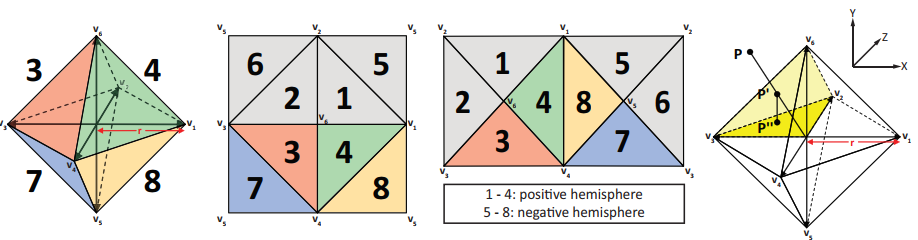 v₆
3
4
v₂
v₃
r
v₁
v₄
7
8
v₅
v₅
v₂
v₅
6
5
2
1
v₃
v₆
v₁
3
4
7
8
v₅
v₄
v₅
v₂
v₁
v₂
1
5
2
v₆
4
8
v₅
6
3
7
v₃
v₄
v₃
1 - 4: positive hemisphere
5 - 8: negative hemisphere
Y
Z
X
P
v₆
P'
v₂
P''
v₃
r
v₁
v₄
v₅